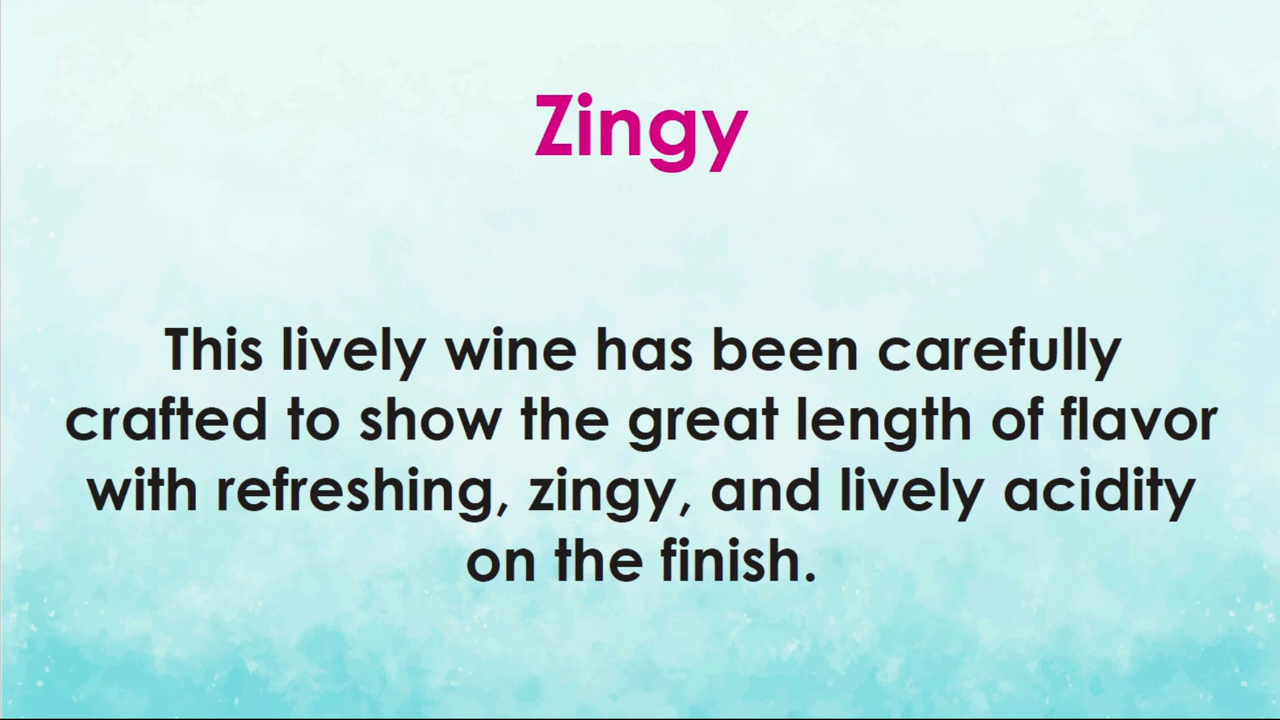 Zingy
This lively wine has been carefully
crafted to show the great length of flavor
with refreshing, zingy, and lively acidity
on the finish.